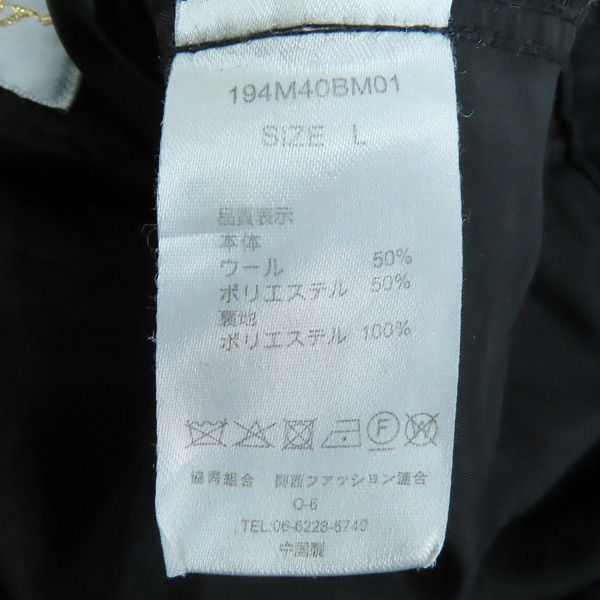 194M40BM01
SIZE L
品質表示
本体
ウール 50%
ポリエステル 50%
裏地
ポリエステル 100%
F W
協同組合 関西ファッション連合
O-6
TEL:06-6228-6740
中国製